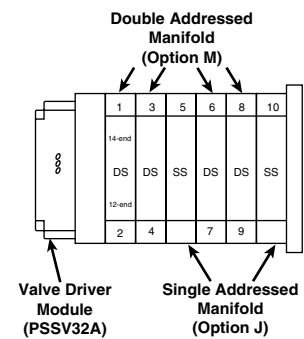 Double Addressed
Manifold
(Option M)
1 3 5 6 8 10
14-end
DS DS SS DS DS SS
12-end
2 4 7 9
Valve Driver
Module
(PSSV32A)
Single Addressed
Manifold
(Option J)